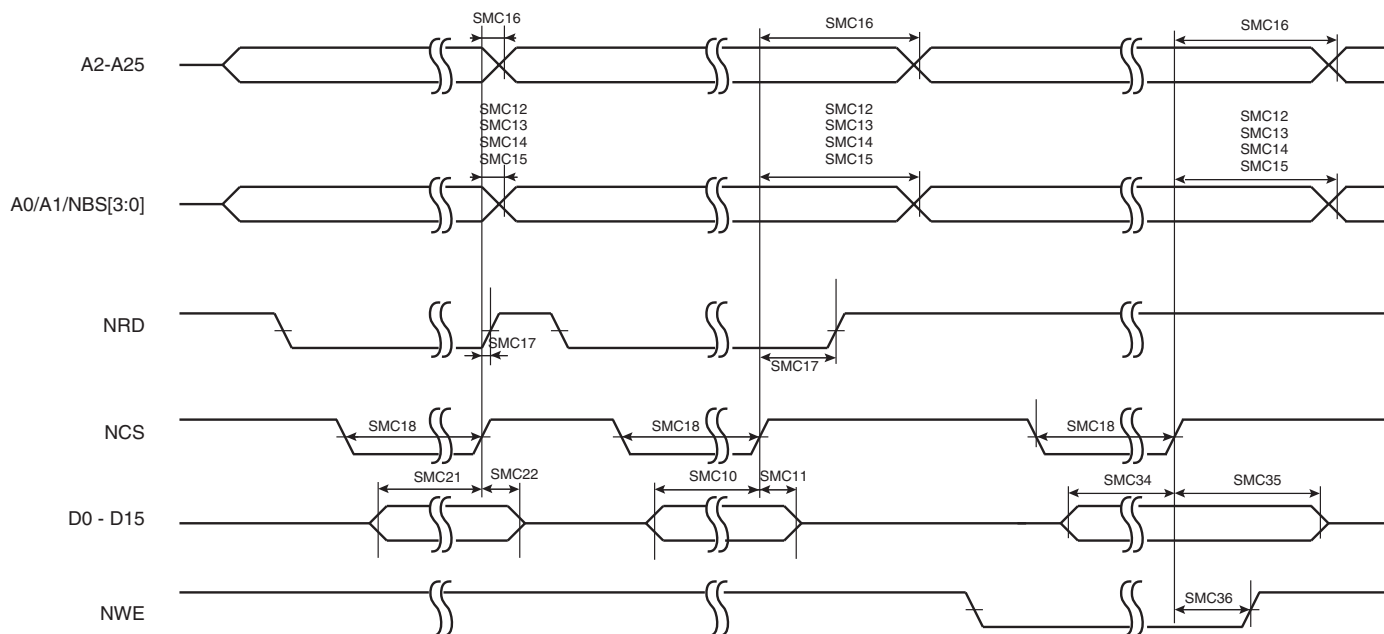 SMC16
SMC16
SMC16
A2-A25
SMC12
SMC13
SMC14
SMC15
SMC12
SMC13
SMC14
SMC15
SMC12
SMC13
SMC14
SMC15
A0/A1/NBS[3:0]
NRD
SMC17
SMC17
NCS
SMC18
SMC18
SMC18
SMC21
SMC22
SMC10
SMC11
SMC34
SMC35
D0 - D15
NWE
SMC36